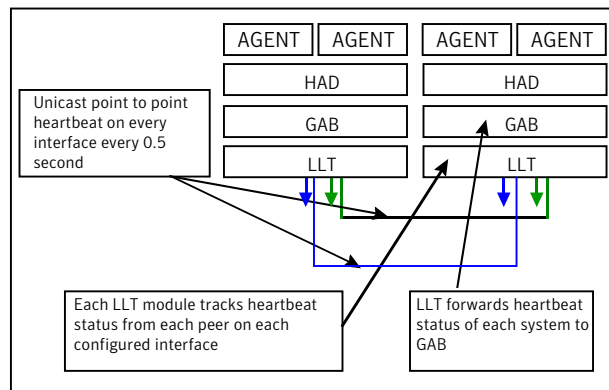 AGENT AGENT AGENT AGENT
HAD HAD
Unicast point to point
heartbeat on every
interface every 0.5
second
GAB GAB
LLT LLT
Each LLT module tracks heartbeat
status from each peer on each
configured interface
LLT forwards heartbeat
status of each system to
GAB